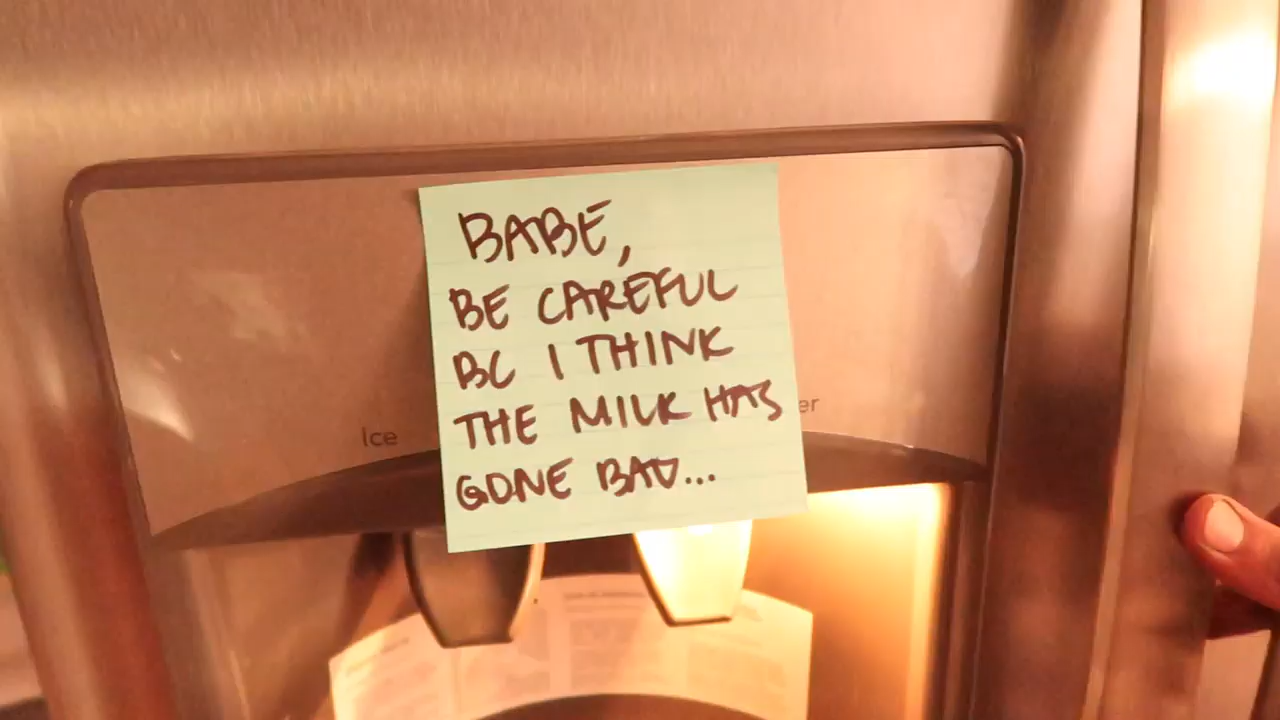 BABE,
BE CAREFUL
BC I THINK
THE MILK HAS
GONE BAD...
Ice